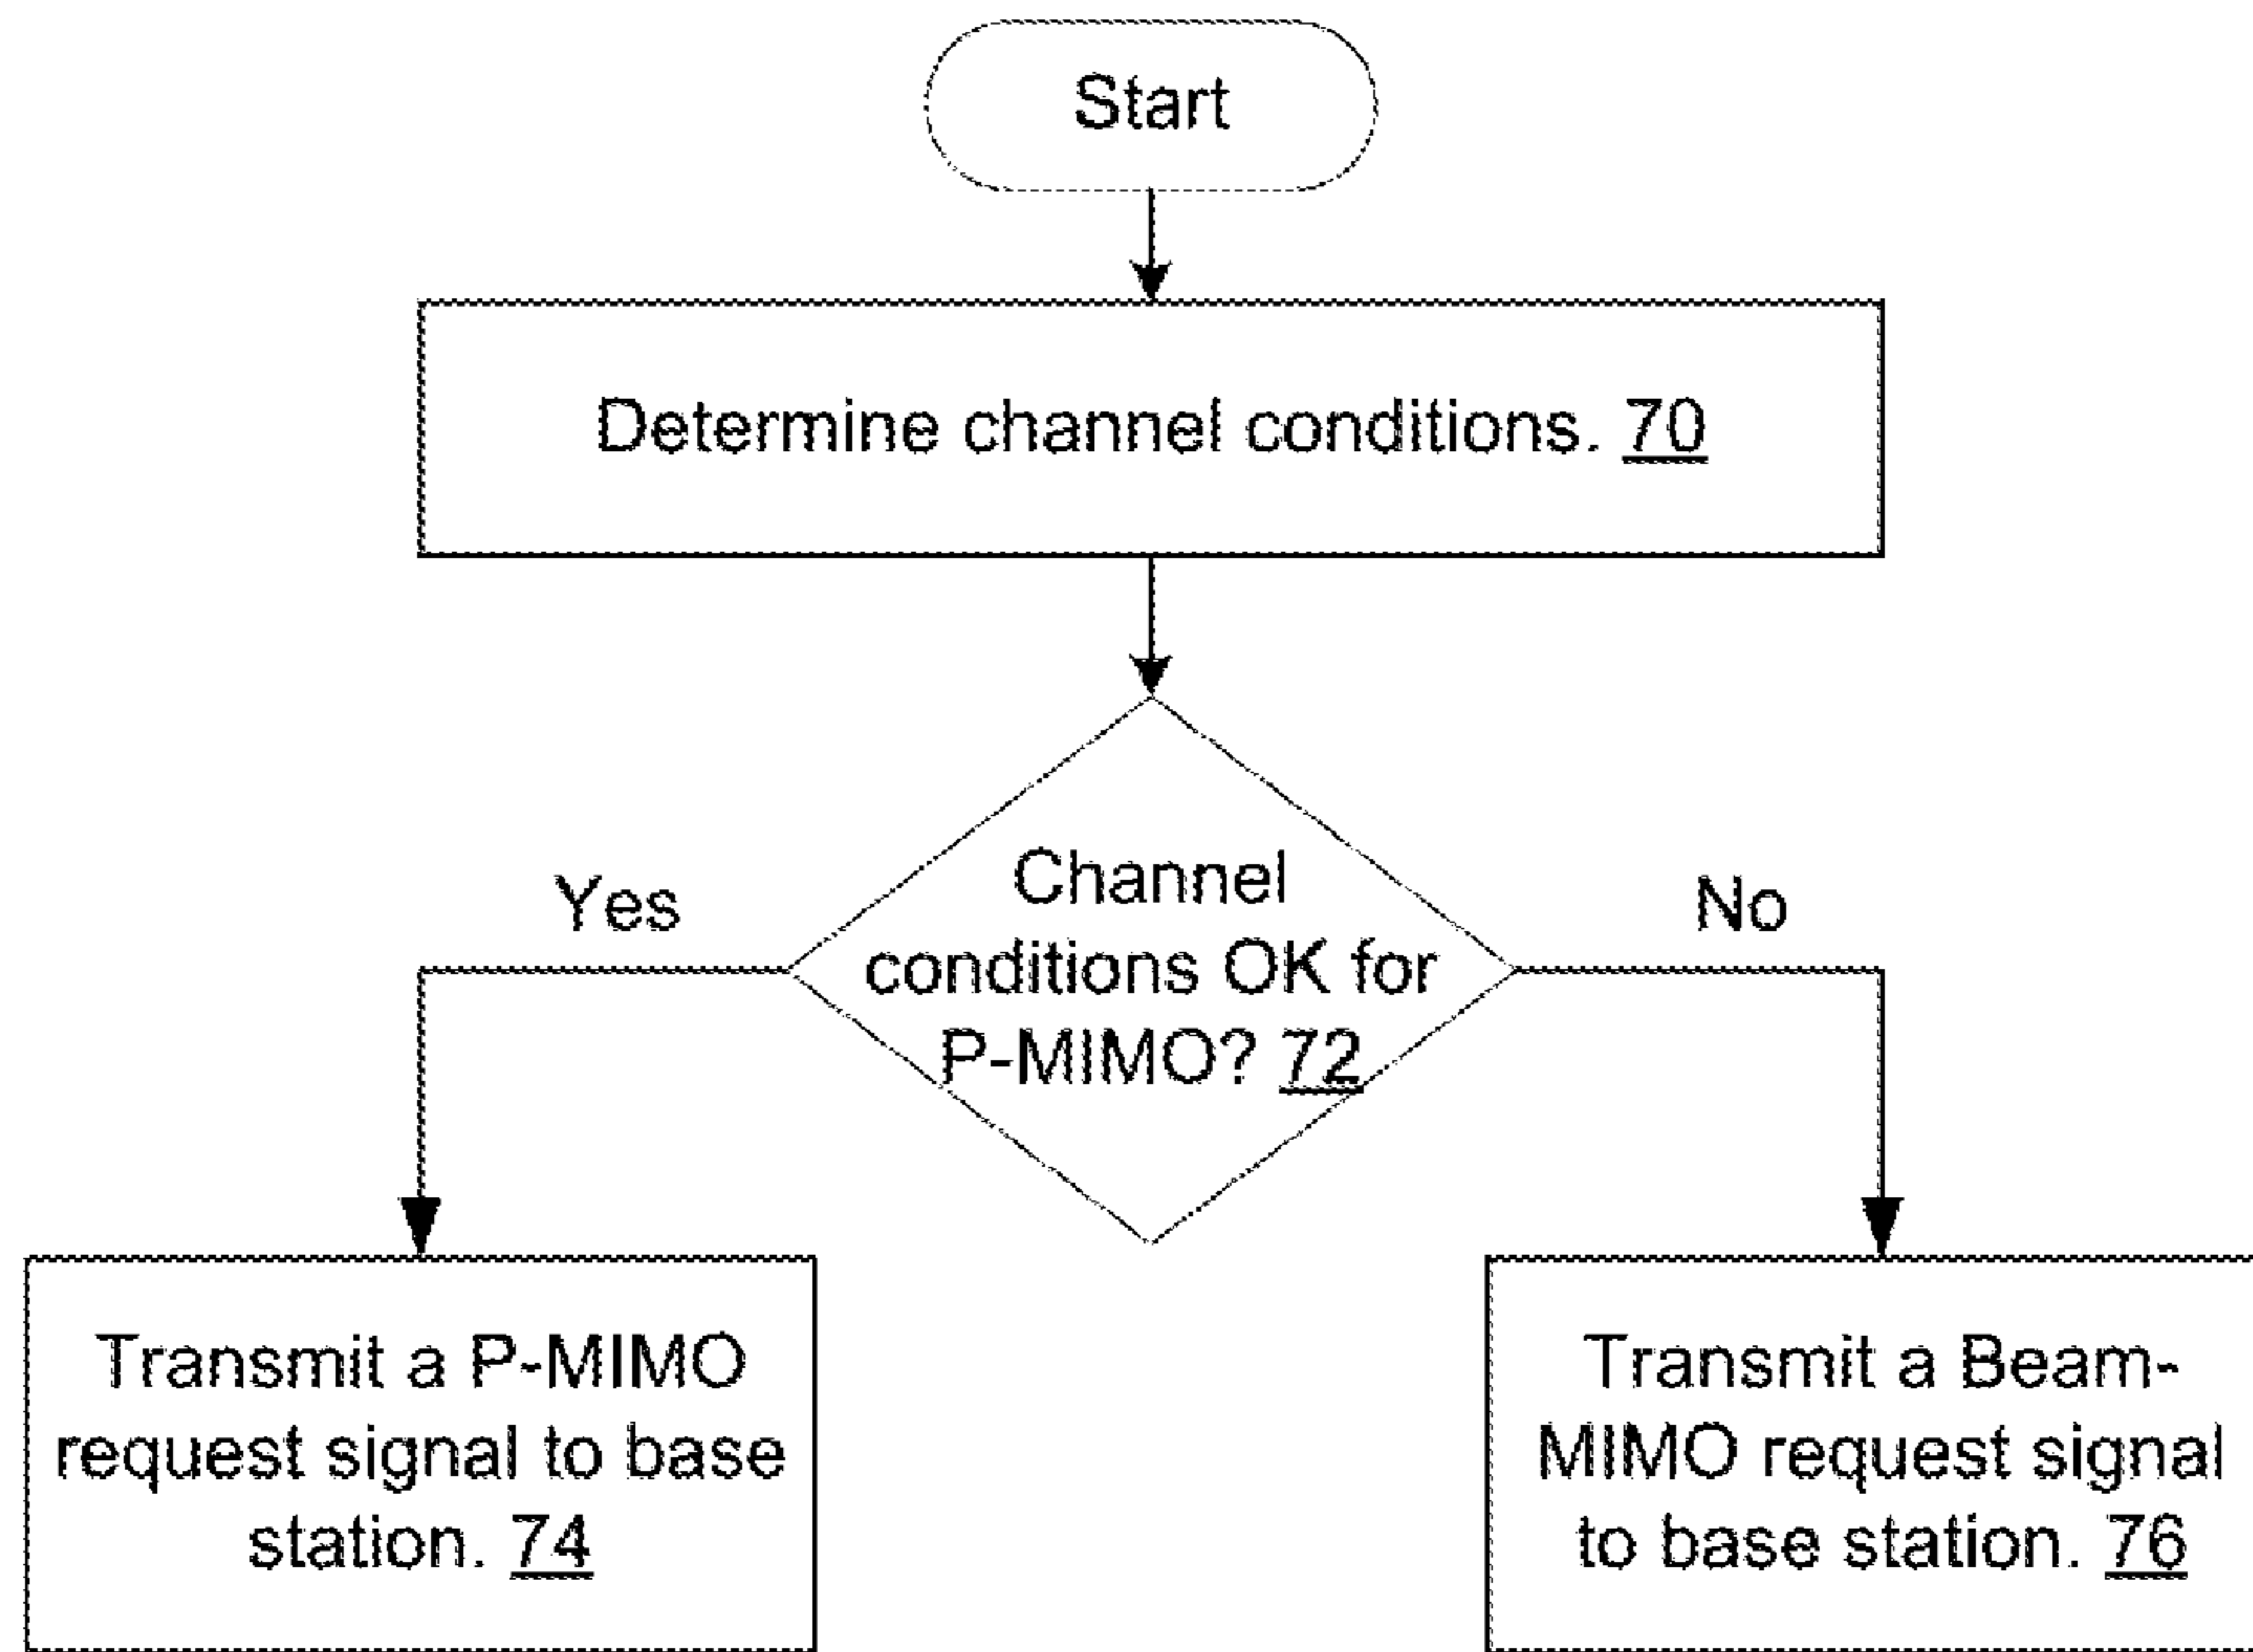 Start
Determine channel conditions. 70
Channel
conditions OK for
P-MIMO? 72
Yes
No
Transmit a P-MIMO
request signal to base
station. 74
Transmit a Beam-
MIMO request signal
to base station. 76